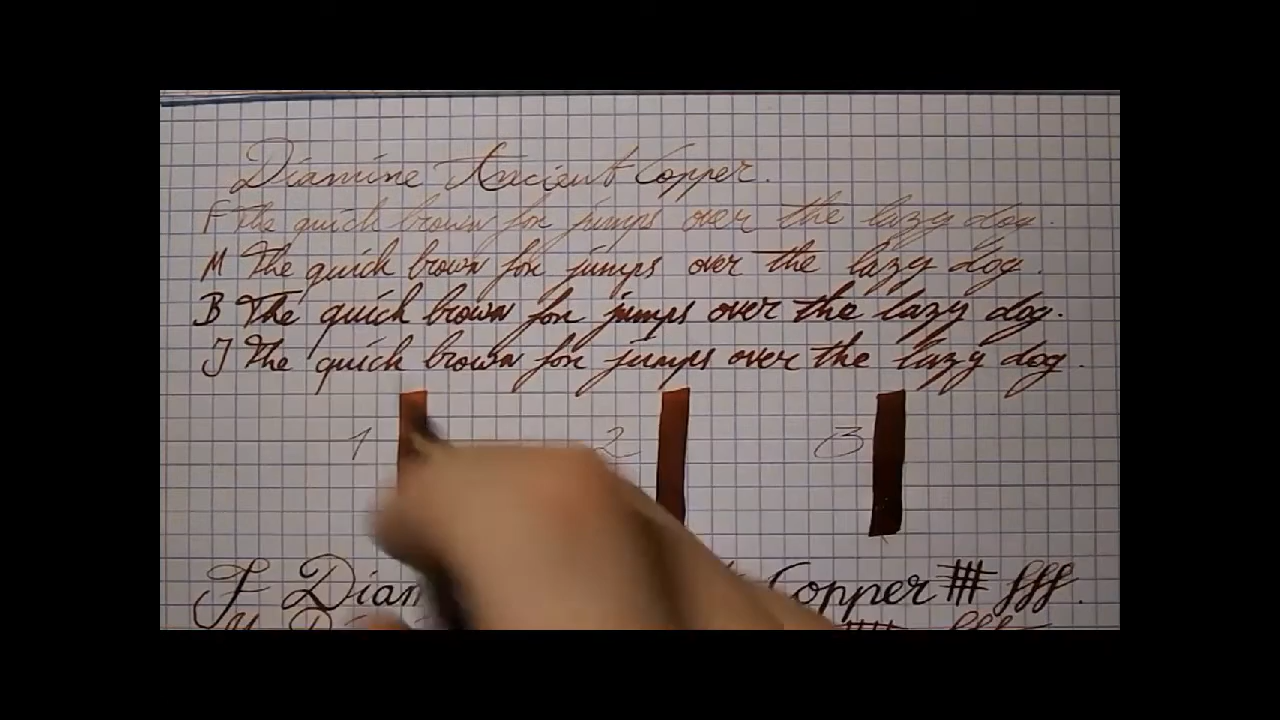 Diamine Ancient Copper.
F The quick brown fox jumps over the lazy dog.
M The quick brown fox jumps over the lazy dog.
B The quick brown fox jumps over the lazy dog.
J The quick brown fox jumps over the lazy dog.
1 2 3
F Diam Copper # fff.